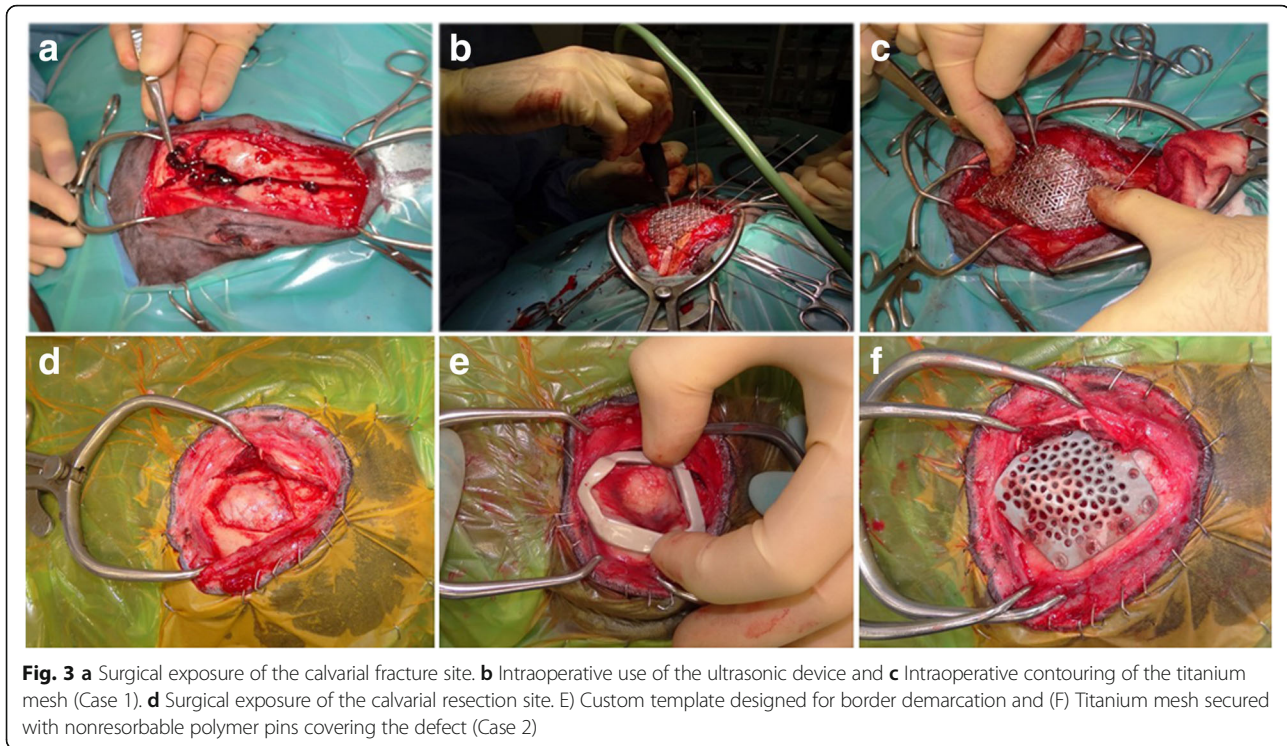 a
b
c
d
e
f
Fig. 3 a Surgical exposure of the calvarial fracture site. b Intraoperative use of the ultrasonic device and c Intraoperative contouring of the titanium
mesh (Case 1). d Surgical exposure of the calvarial resection site. E) Custom template designed for border demarcation and (F) Titanium mesh secured
with nonresorbable polymer pins covering the defect (Case 2)